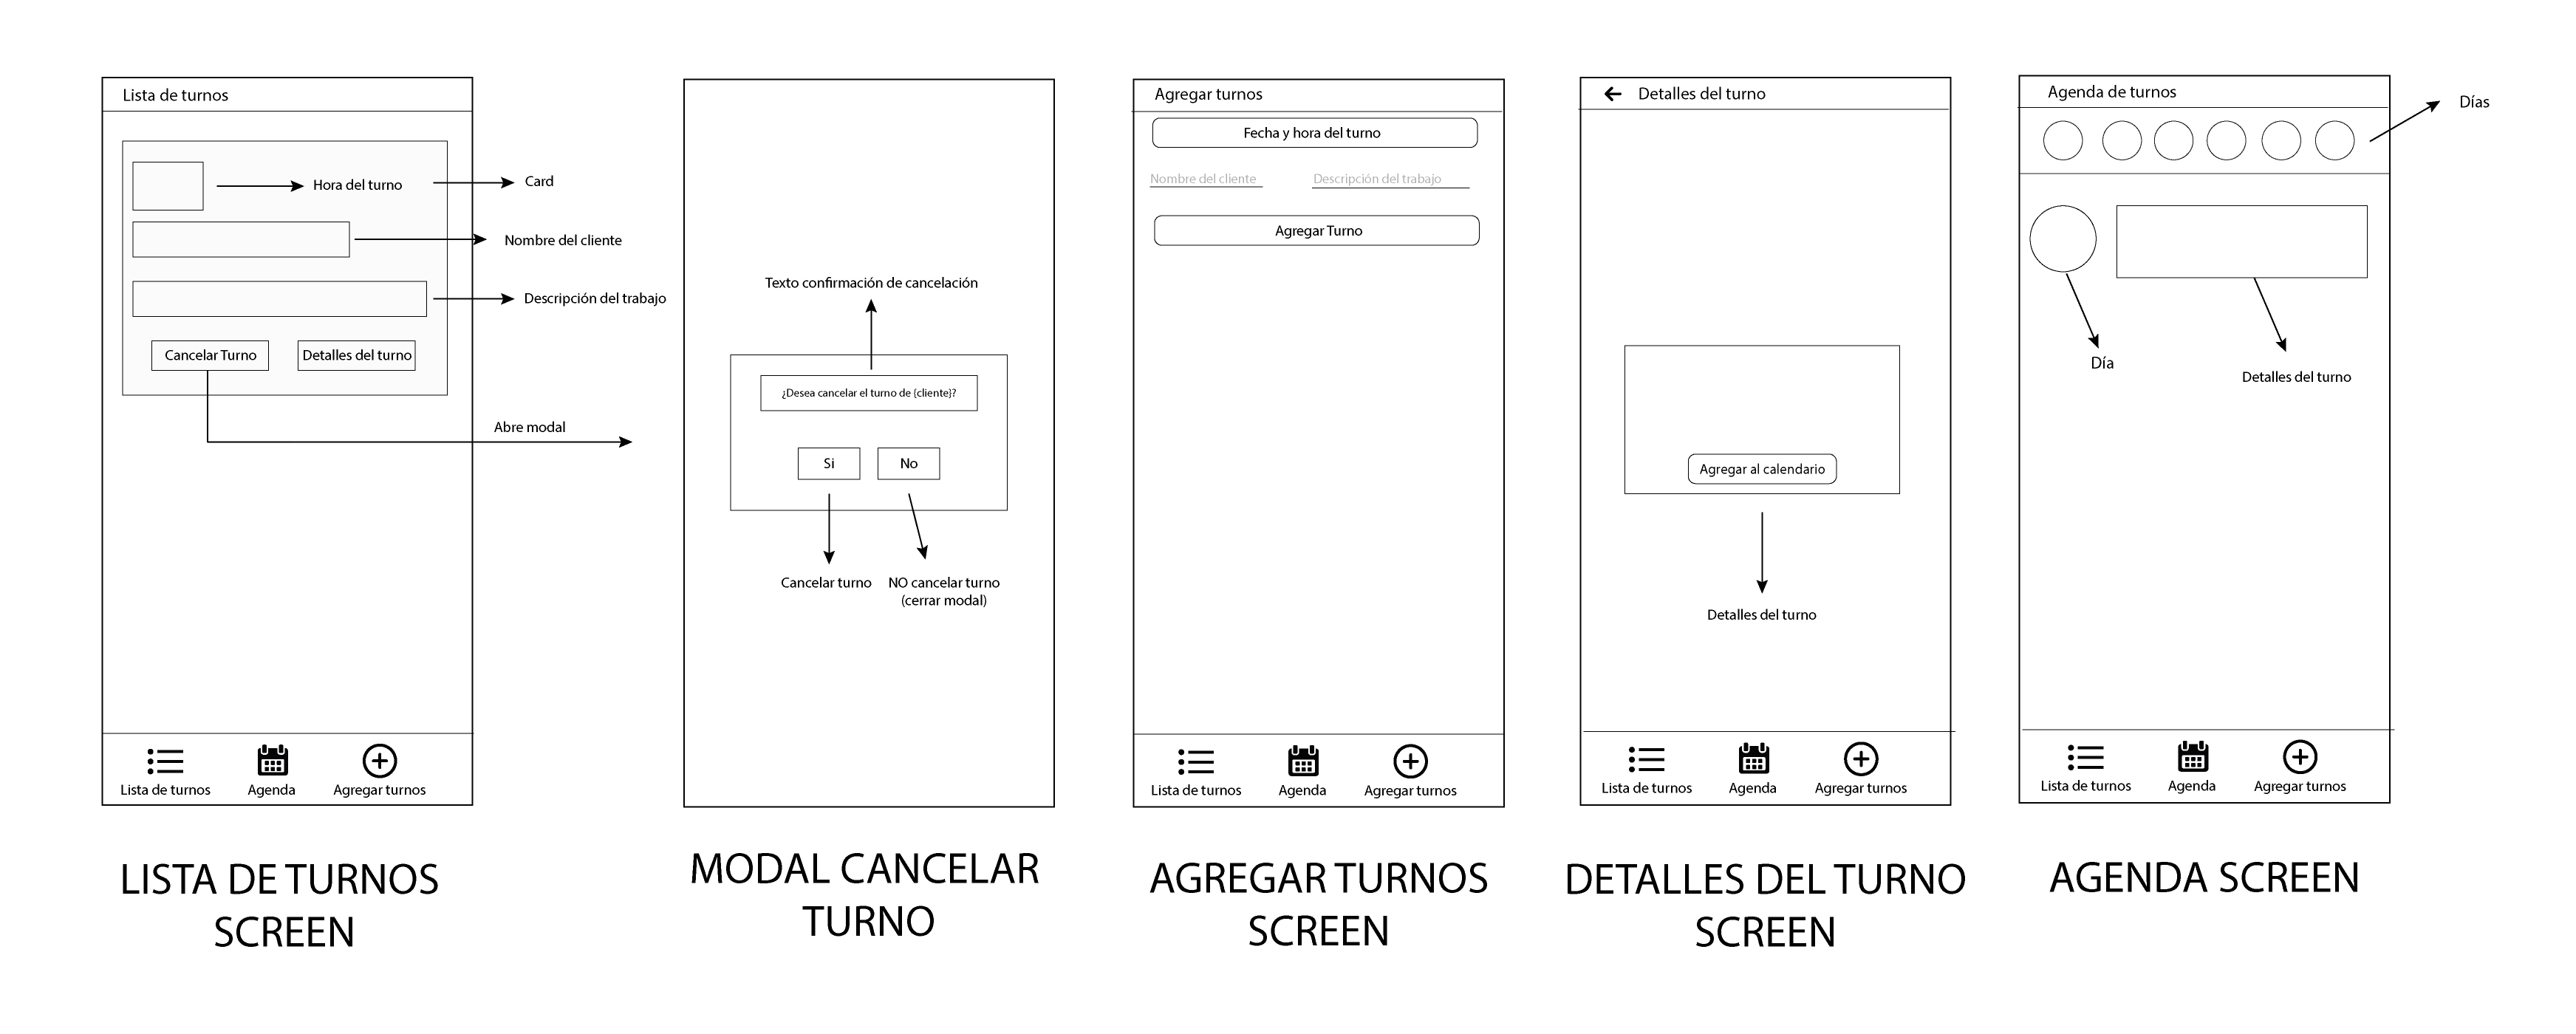 Lista de turnos
Hora del turno
Card
Nombre del cliente
Descripción del trabajo
Cancelar Turno
Detalles del turno
Abre modal
Lista de turnos
Agenda
Agregar turnos
LISTA DE TURNOS
SCREEN
Texto confirmación de cancelación
¿Desea cancelar el turno de {cliente}?
Si
No
Cancelar turno
NO cancelar turno
(cerrar modal)
MODAL CANCELAR
TURNO
Agregar turnos
Fecha y hora del turno
Nombre del cliente
Descripción del trabajo
Agregar Turno
Lista de turnos
Agenda
Agregar turnos
AGREGAR TURNOS
SCREEN
Detalles del turno
Agregar al calendario
Detalles del turno
Lista de turnos
Agenda
Agregar turnos
DETALLES DEL TURNO
SCREEN
Agenda de turnos
Días
Día
Detalles del turno
Lista de turnos
Agenda
Agregar turnos
AGENDA SCREEN